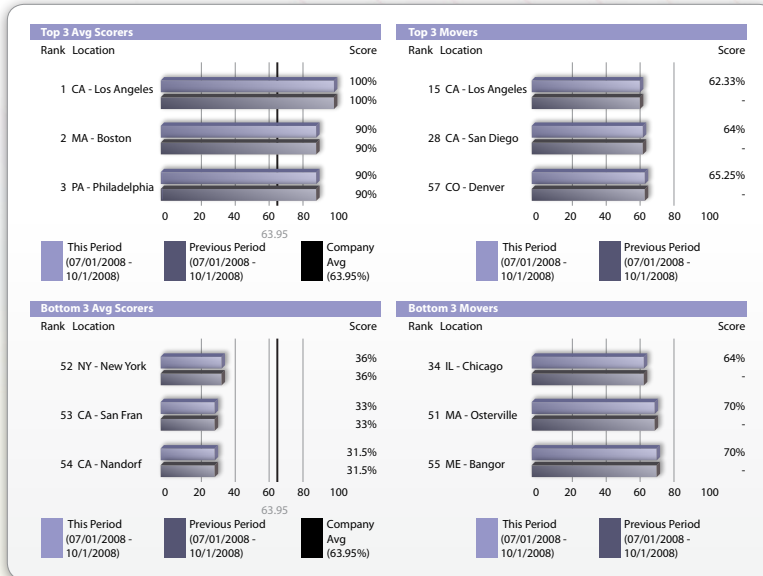 Top 3 Avg Scorers
Rank Location Score
1 CA - Los Angeles 100%
100%
2 MA - Boston 90%
90%
3 PA - Philadelphia 90%
90%
0 20 40 60 80 100
63.95
This Period
(07/01/2008 -
10/1/2008)
Previous Period
(07/01/2008 -
10/1/2008)
Company
Avg
(63.95%)
Top 3 Movers
Rank Location Score
15 CA - Los Angeles 62.33%
-
28 CA - San Diego 64%
-
57 CO - Denver 65.25%
-
0 20 40 60 80 100
This Period
(07/01/2008 -
10/1/2008)
Previous Period
(07/01/2008 -
10/1/2008)
Bottom 3 Avg Scorers
Rank Location Score
52 NY - New York 36%
36%
53 CA - San Fran 33%
33%
54 CA - Nandorf 31.5%
31.5%
0 20 40 60 80 100
63.95
This Period
(07/01/2008 -
10/1/2008)
Previous Period
(07/01/2008 -
10/1/2008)
Company
Avg
(63.95%)
Bottom 3 Movers
Rank Location Score
34 IL - Chicago 64%
-
51 MA - Osterville 70%
-
55 ME - Bangor 70%
-
0 20 40 60 80 100
This Period
(07/01/2008 -
10/1/2008)
Previous Period
(07/01/2008 -
10/1/2008)